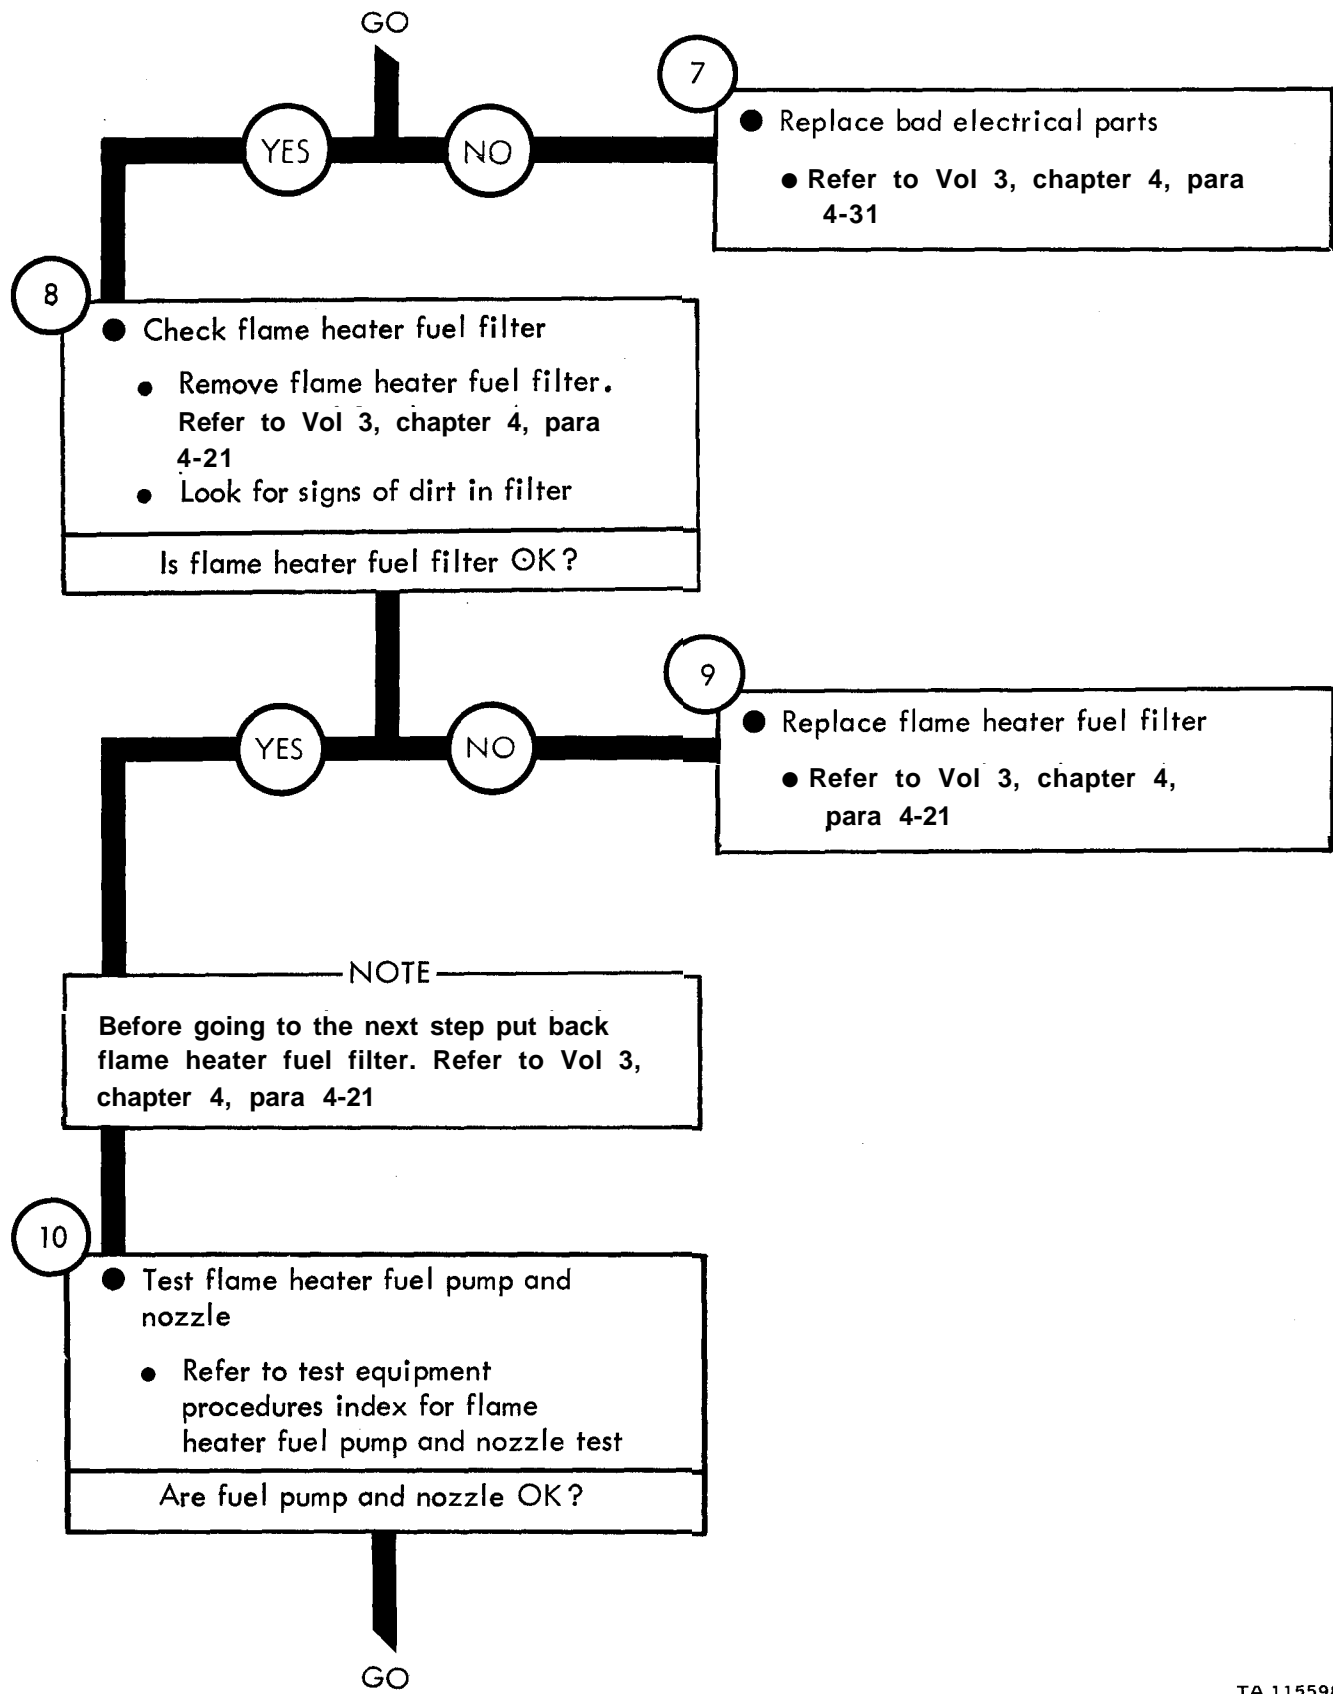 GO
YES
NO
7
● Replace bad electrical parts
● Refer to Vol 3, chapter 4, para
4-31
8
● Check flame heater fuel filter
● Remove flame heater fuel filter.
Refer to Vol 3, chapter 4, para
4-21
● Look for signs of dirt in filter
Is flame heater fuel filter OK?
YES
NO
9
● Replace flame heater fuel filter
● Refer to Vol 3, chapter 4,
para 4-21
NOTE
Before going to the next step put back
flame heater fuel filter. Refer to Vol 3,
chapter 4, para 4-21
10
● Test flame heater fuel pump and
nozzle
● Refer to test equipment
procedures index for flame
heater fuel pump and nozzle test
Are fuel pump and nozzle OK?
GO
TA 115598